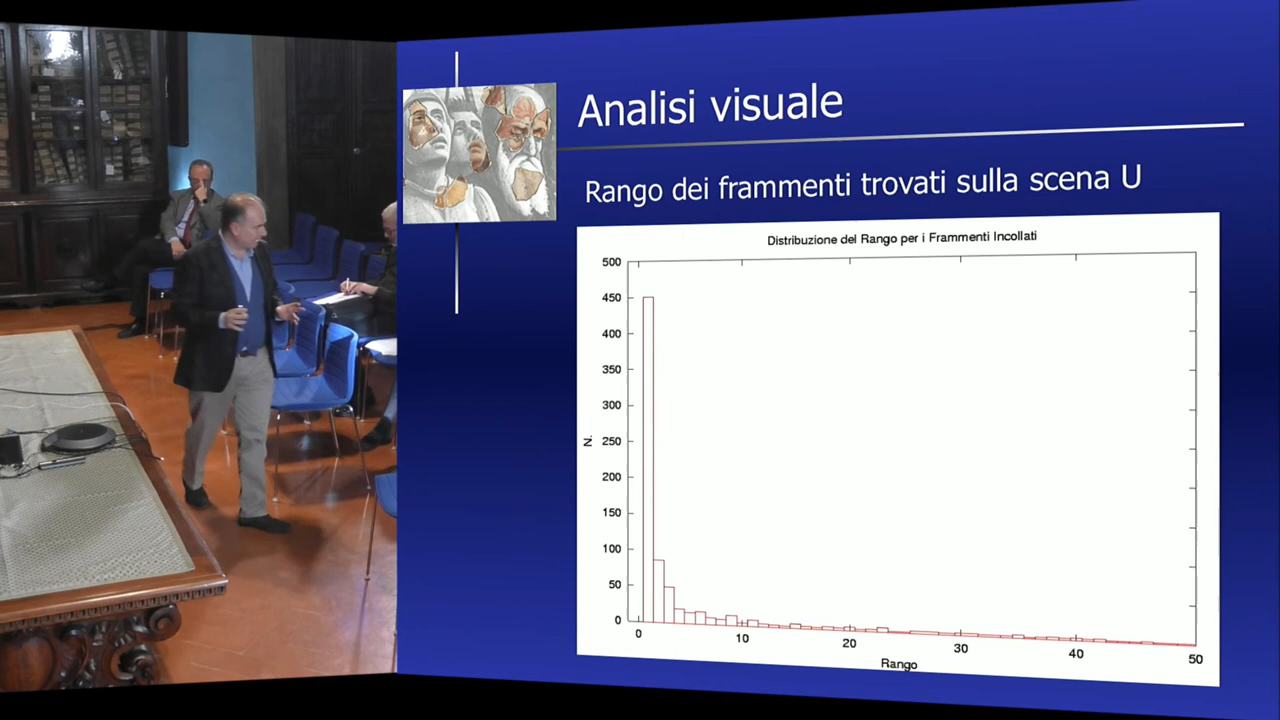 Analisi visuale
Rango dei frammenti trovati sulla scena U
Distribuzione del Rango per i Frammenti Incollati
500
450
400
350
300
250
200
150
100
50
0
N.
0 10 20 30 40 50
Rango